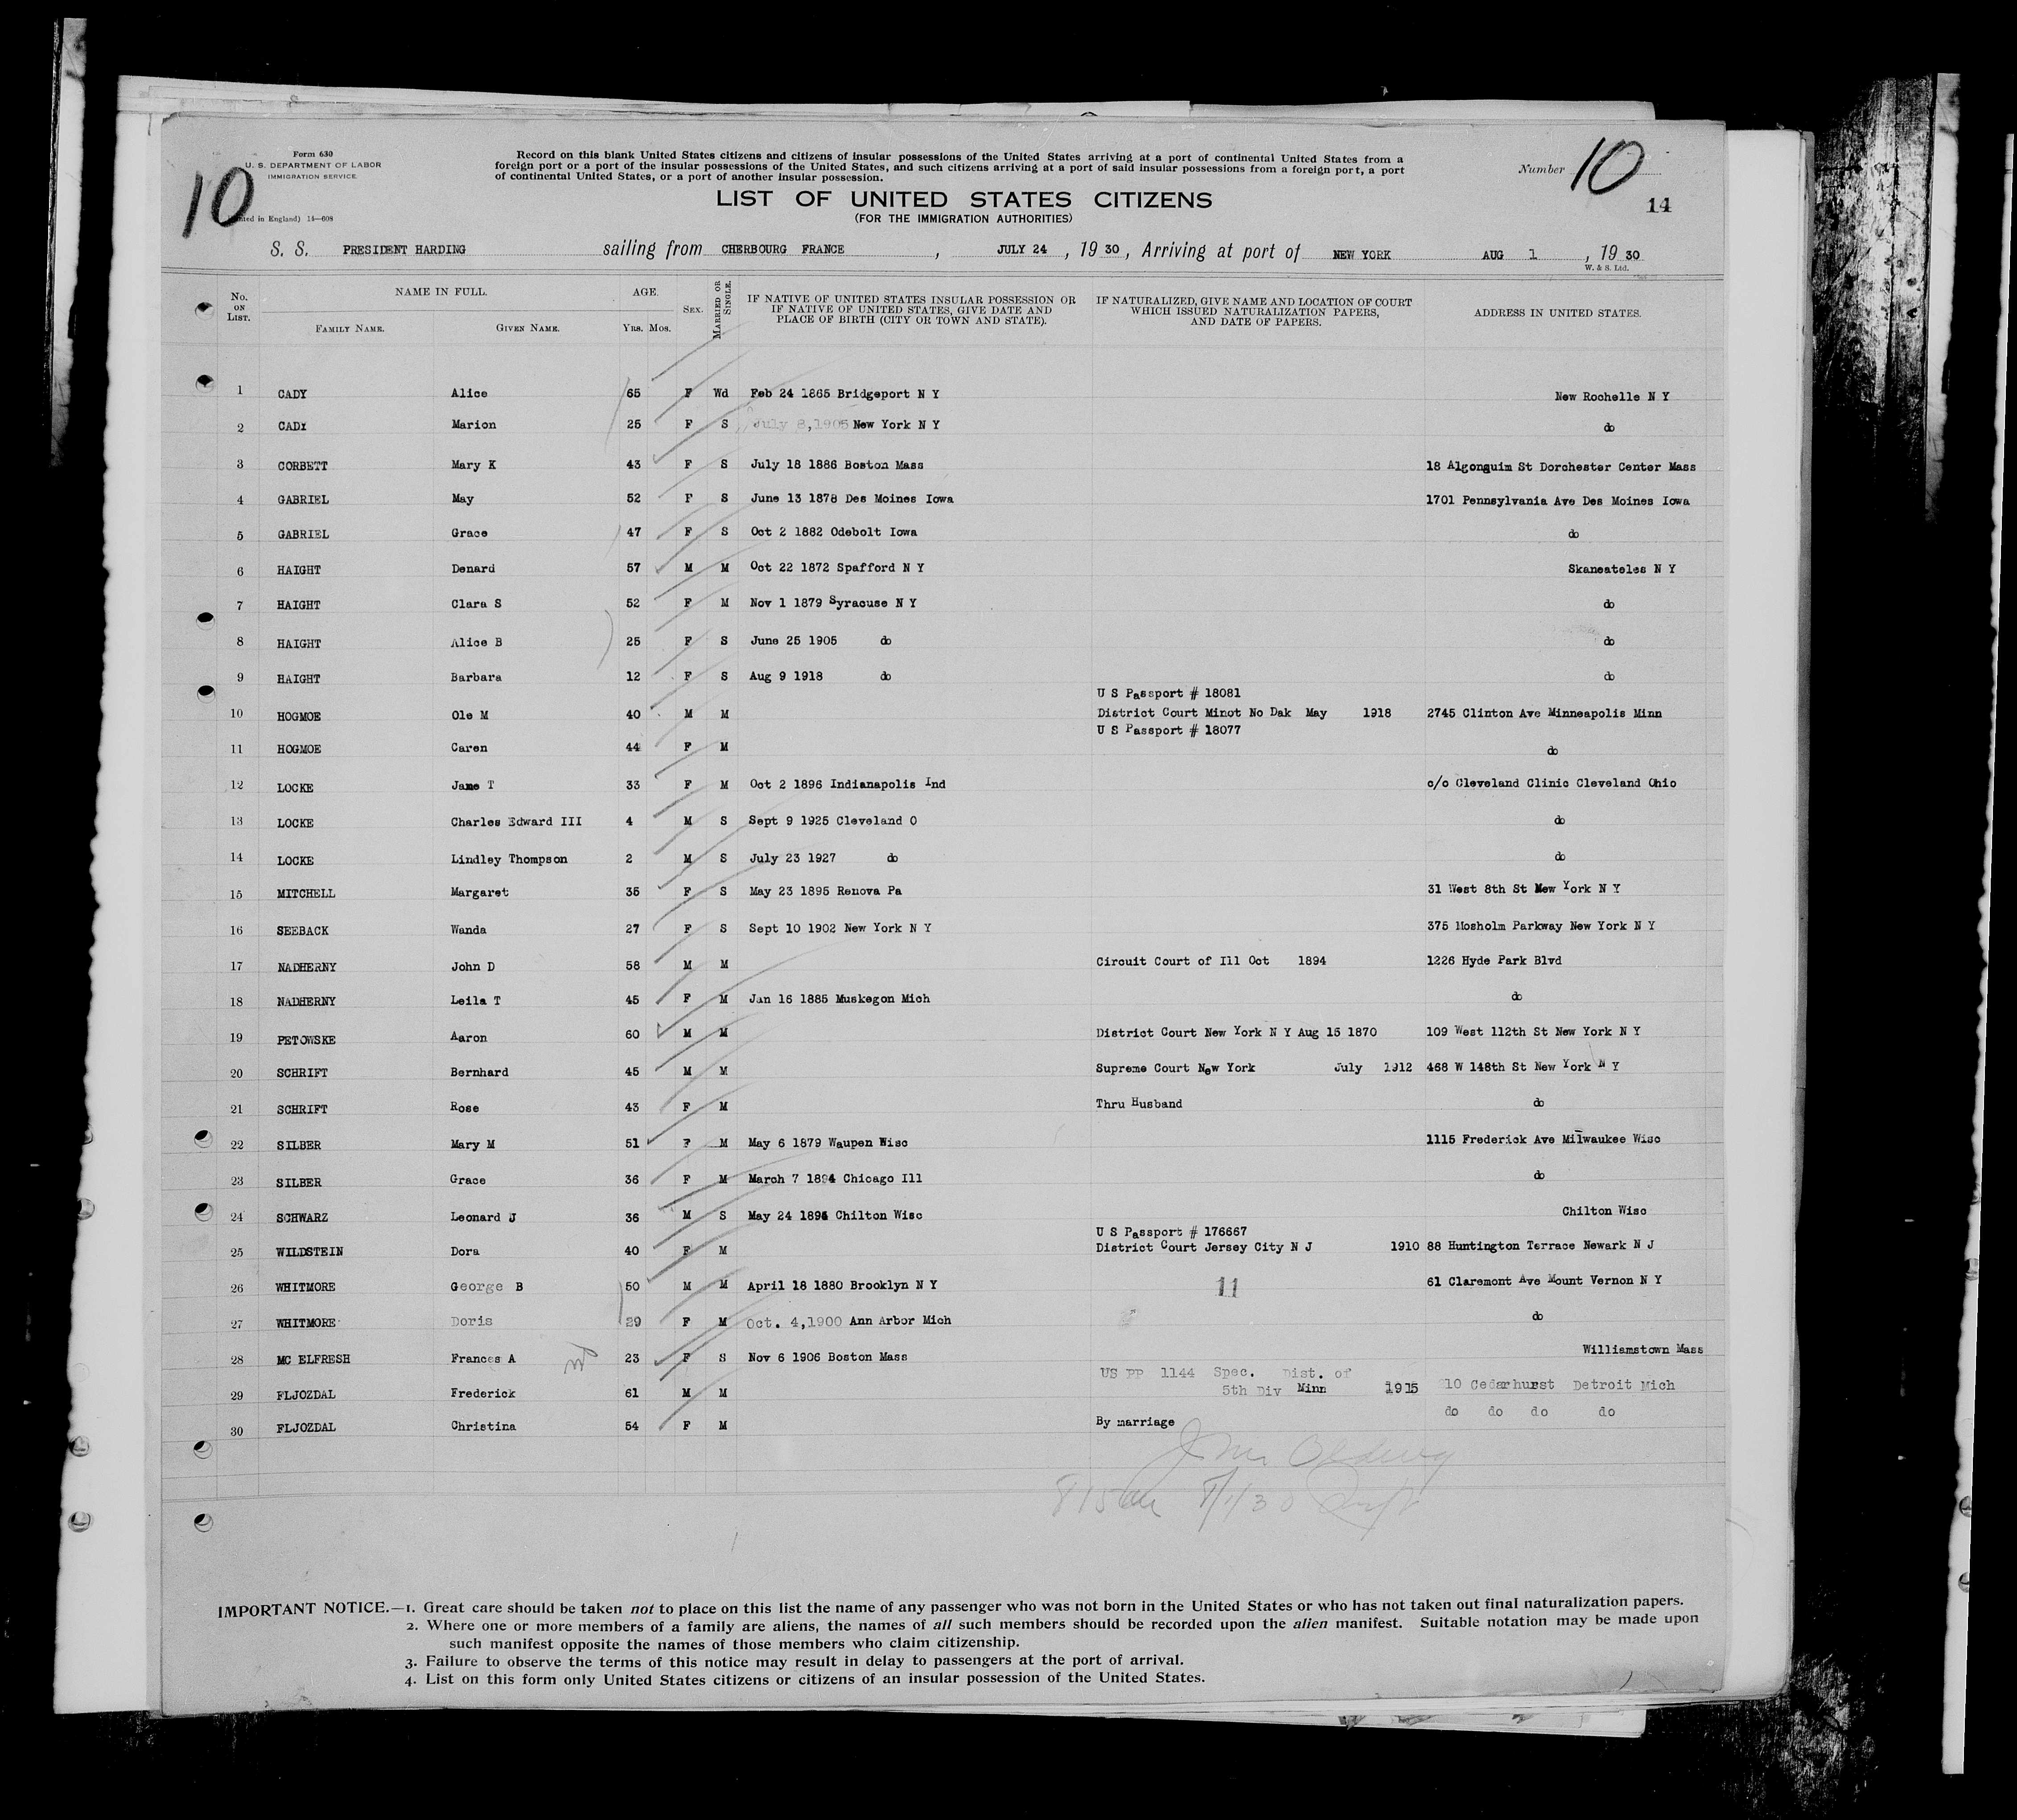 Form 630
U. S. DEPARTMENT OF LABOR
IMMIGRATION SERVICE
10
ted in England) 14—608
Record on this blank United States citizens and citizens of insular possessions of the United States arriving at a port of continental United States from a
foreign port or a port of the insular possessions of the United States, and such citizens arriving at a port of said insular possessions from a foreign port, a port
of continental United States, or a port of another insular possession.
Number 10
14
LIST OF UNITED STATES CITIZENS
(FOR THE IMMIGRATION AUTHORITIES)
S. S. PRESIDENT HARDING sailing from CHERBOURG FRANCE , JULY 24 , 19 30 , Arriving at port of NEW YORK AUG 1 , 19 30
W. & S. Ltd.
No. ON LIST. NAME IN FULL. FAMILY NAME. GIVEN NAME. AGE. YRS. MOS. SEX. MARRIED OR SINGLE. IF NATIVE OF UNITED STATES INSULAR POSSESSION OR IF NATIVE OF UNITED STATES, GIVE DATE AND PLACE OF BIRTH (CITY OR TOWN AND STATE). IF NATURALIZED, GIVE NAME AND LOCATION OF COURT WHICH ISSUED NATURALIZATION PAPERS, AND DATE OF PAPERS. ADDRESS IN UNITED STATES.
1 CADY Alice 65 F Wd Feb 24 1865 Bridgeport N Y New Rochelle N Y
2 CADY Marion 25 F S July 8, 1905 New York N Y do
3 CORBETT Mary K 43 F S July 18 1886 Boston Mass 18 Algonquim St Dorchester Center Mass
4 GABRIEL May 52 F S June 13 1878 Des Moines Iowa 1701 Pennsylvania Ave Des Moines Iowa
5 GABRIEL Grace 47 F S Oct 2 1882 Odebolt Iowa do
6 HAIGHT Denard 57 M M Oct 22 1872 Spafford N Y Skaneateles N Y
7 HAIGHT Clara S 52 F M Nov 1 1879 Syracuse N Y do
8 HAIGHT Alice B 25 F S June 25 1905 do do
9 HAIGHT Barbara 12 F S Aug 9 1918 do do
U S Passport # 18081
10 HOGMOE Ole M 40 M M District Court Minot No Dak May 1918 2745 Clinton Ave Minneapolis Minn
U S Passport # 18077
11 HOGMOE Caren 44 F M do
12 LOCKE Jane T 33 F M Oct 2 1896 Indianapolis Ind c/o Cleveland Clinic Cleveland Ohio
13 LOCKE Charles Edward III 4 M S Sept 9 1925 Cleveland O do
14 LOCKE Lindley Thompson 2 M S July 23 1927 do do
15 MITCHELL Margaret 35 F S May 23 1895 Renova Pa 31 West 8th St New York N Y
16 SEEBACK Wanda 27 F S Sept 10 1902 New York N Y 375 Mosholm Parkway New York N Y
17 NADHERNY John D 58 M M Circuit Court of Ill Oct 1894 1226 Hyde Park Blvd
18 NADHERNY Leila T 45 F M Jan 16 1885 Muskegon Mich do
19 PETOWSKE Aaron 60 M M District Court New York N Y Aug 15 1870 109 West 112th St New York N Y
20 SCHRIFT Bernhard 45 M M Supreme Court New York July 1912 468 W 148th St New York N Y
21 SCHRIFT Rose 43 F M Thru Husband do
22 SILBER Mary M 51 F M May 6 1879 Waupen Wisc 1115 Frederick Ave Milwaukee Wisc
23 SILBER Grace 36 F M March 7 1894 Chicago Ill do
24 SCHWARZ Leonard J 36 M S May 24 1894 Chilton Wisc Chilton Wisc
U S Passport # 176667
25 WILDSTEIN Dora 40 F M District Court Jersey City N J 1910 88 Huntington Terrace Newark N J
26 WHITMORE George B 50 M M April 18 1880 Brooklyn N Y 11 61 Claremont Ave Mount Vernon N Y
27 WHITMORE Doris 29 F M Oct. 4,1900 Ann Arbor Mich do
28 MC ELFRESH Frances A 23 F S Nov 6 1906 Boston Mass Williamstown Mass
US PP 1144 Spec. Dist. of
29 FLJOZDAL Frederick 61 M M 5th Div Minn 1915 10 Cedarhurst Detroit Mich
30 FLJOZDAL Christina 54 F M By marriage do do do do
8/1/30
IMPORTANT NOTICE.—1. Great care should be taken not to place on this list the name of any passenger who was not born in the United States or who has not taken out final naturalization papers.
2. Where one or more members of a family are aliens, the names of all such members should be recorded upon the alien manifest. Suitable notation may be made upon
such manifest opposite the names of those members who claim citizenship.
3. Failure to observe the terms of this notice may result in delay to passengers at the port of arrival.
4. List on this form only United States citizens or citizens of an insular possession of the United States.